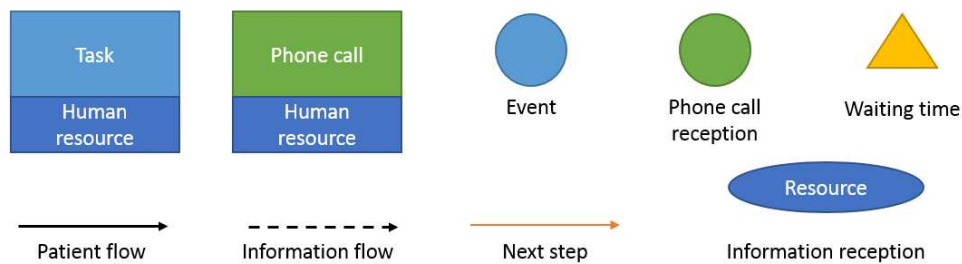 Task
Human
resource
Phone call
Human
resource
Event
Phone call
reception
Waiting time
Patient flow
Information flow
Next step
Resource
Information reception